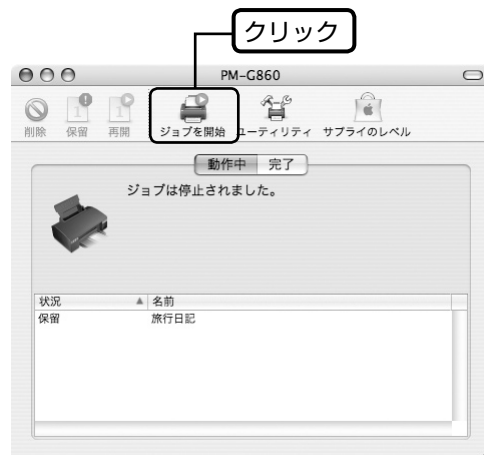 クリック
PM-G860
削除 保留 再開 ジョブを開始 ユーティリティ サプライのレベル
動作中 完了
ジョブは停止されました。
状況 名前
保留 旅行日記